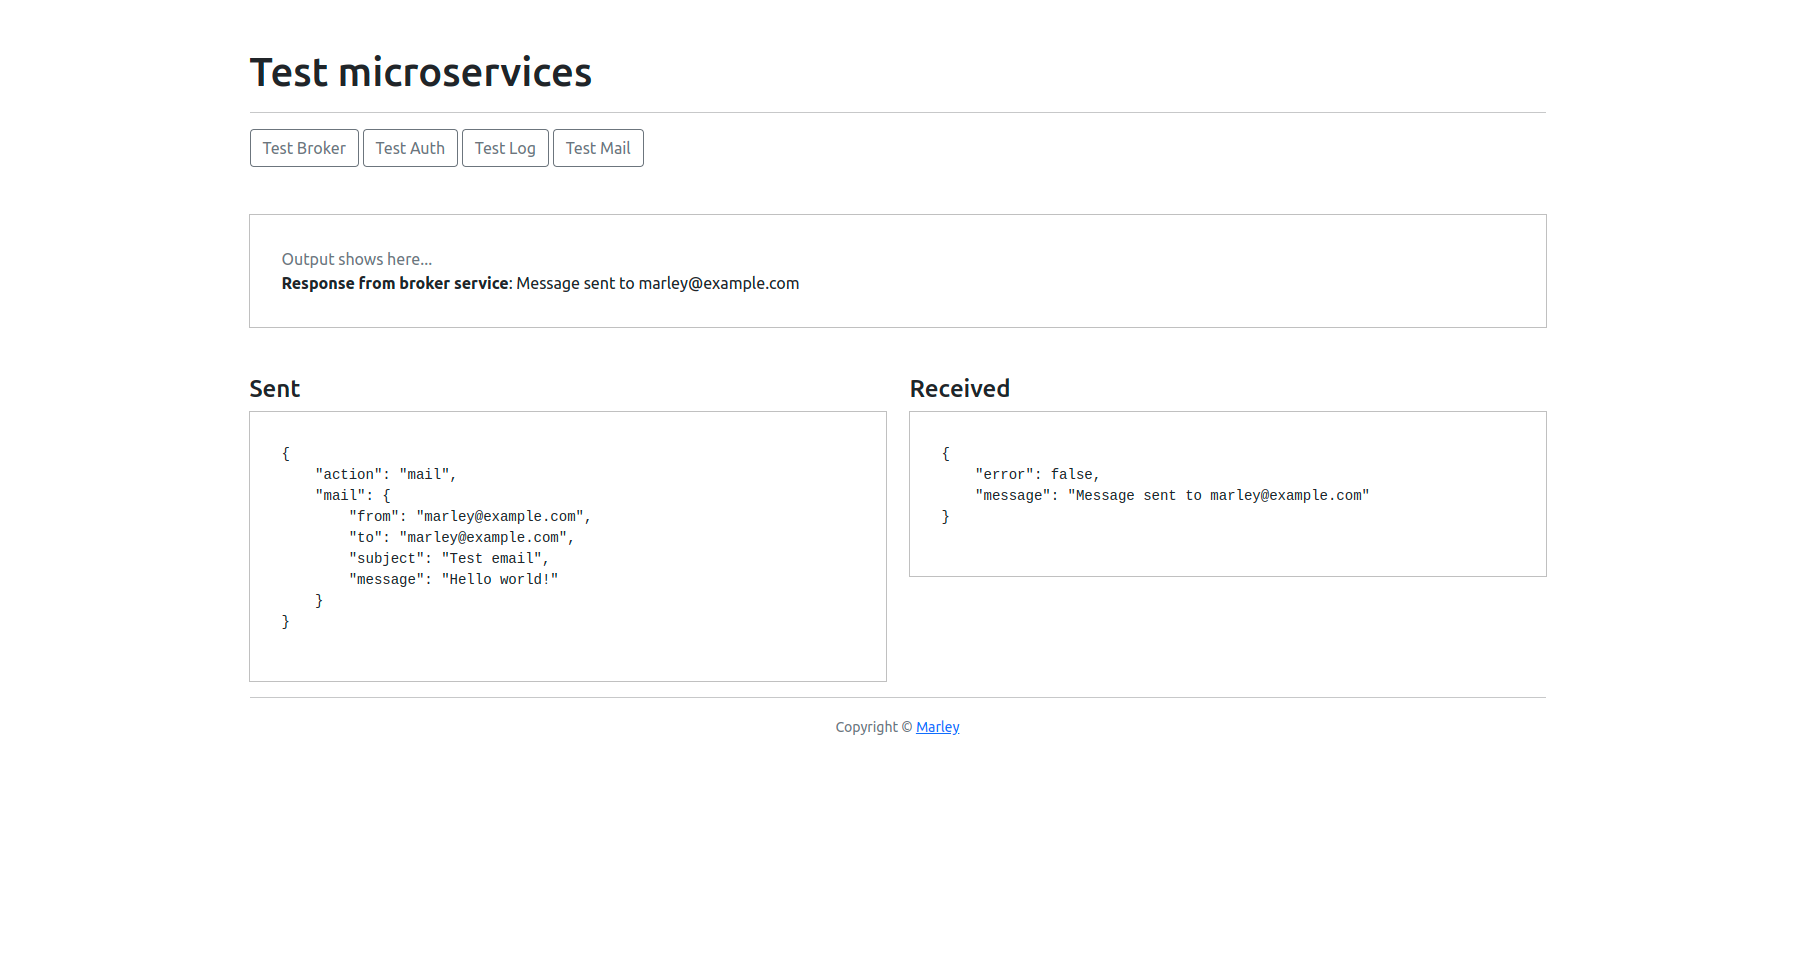 Test microservices
Test Broker Test Auth Test Log Test Mail
Output shows here...
Response from broker service: Message sent to marley@example.com
Sent
{
    "action": "mail",
    "mail": {
        "from": "marley@example.com",
        "to": "marley@example.com",
        "subject": "Test email",
        "message": "Hello world!"
    }
}
Received
{
    "error": false,
    "message": "Message sent to marley@example.com"
}
Copyright © Marley